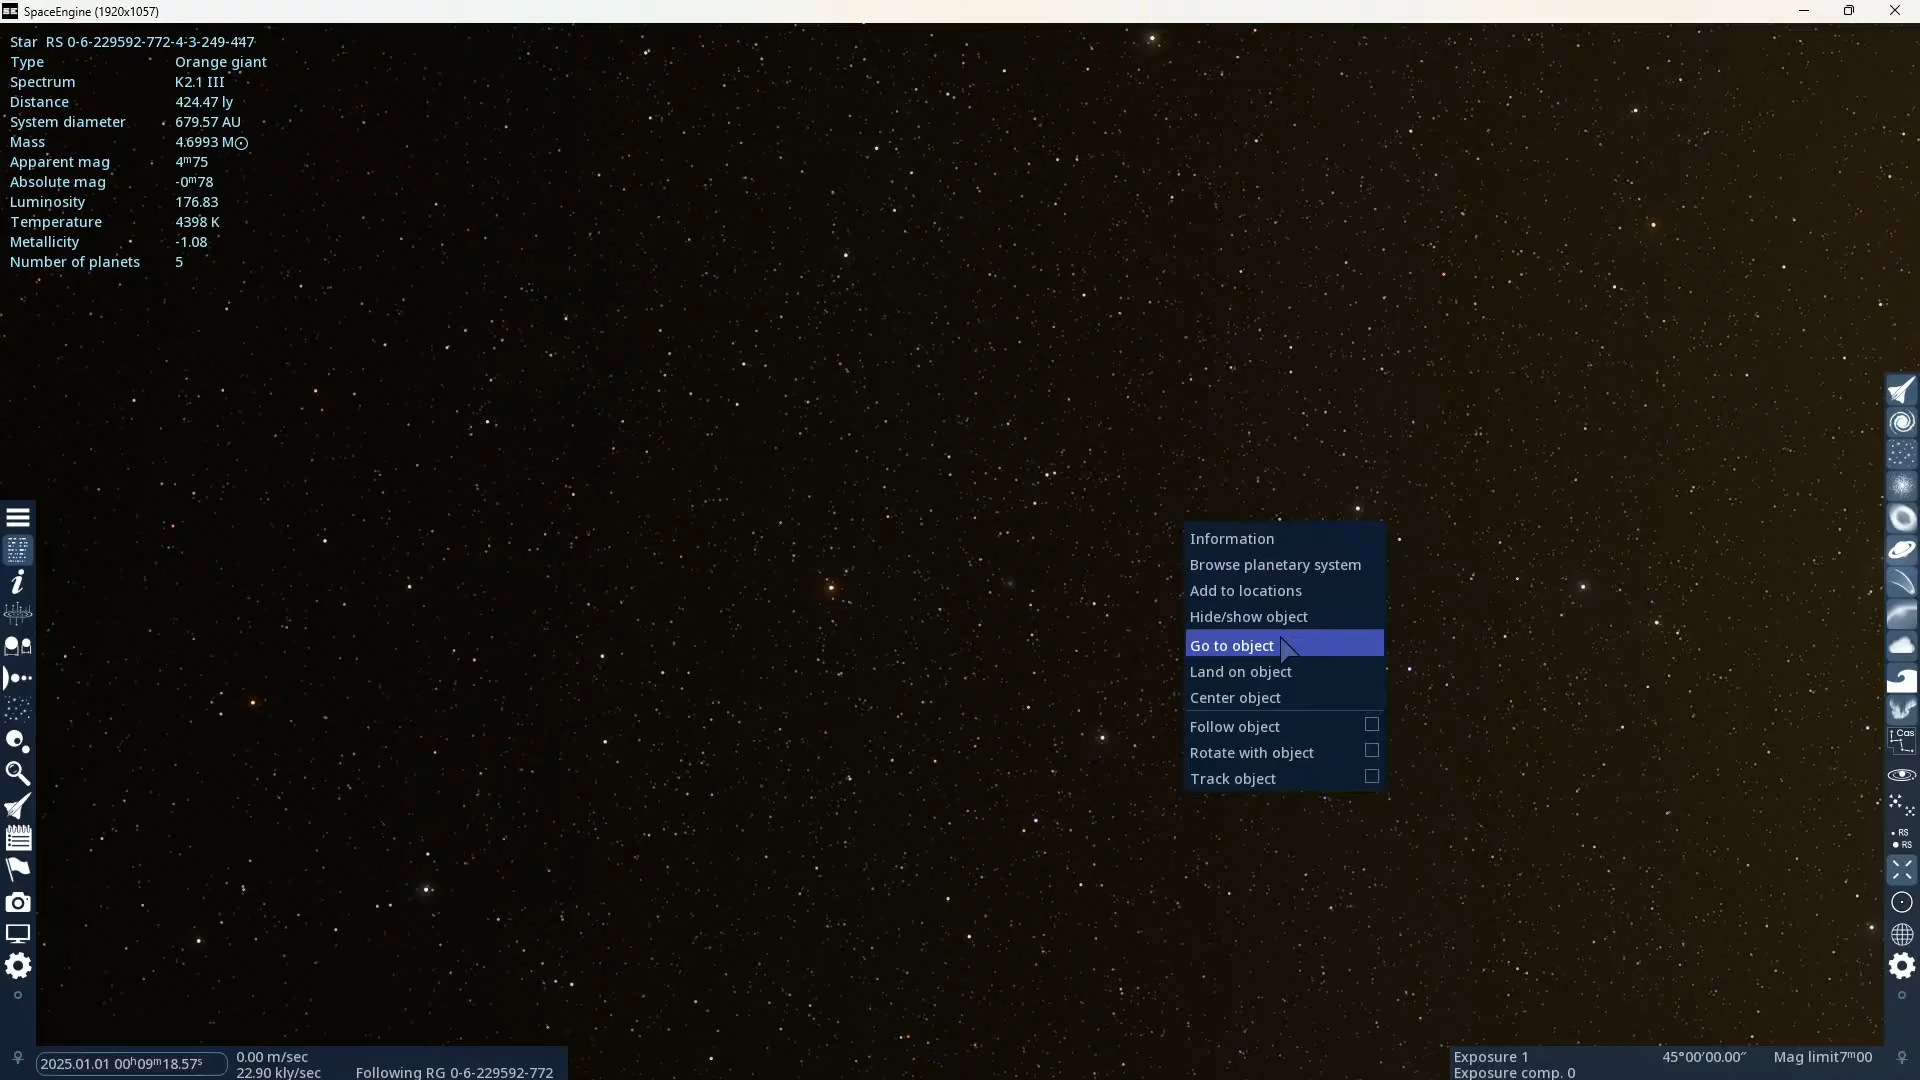 SpaceEngine (1920x1057)
Star RS 0-6-229592-772-4-3-249-447
Type Orange giant
Spectrum K2.1 III
Distance 424.47 ly
System diameter 679.57 AU
Mass 4.6993 M☉
Apparent mag 4ᵐ75
Absolute mag -0ᵐ78
Luminosity 176.83
Temperature 4398 K
Metallicity -1.08
Number of planets 5
Information
Browse planetary system
Add to locations
Hide/show object
Go to object
Land on object
Center object
Follow object
Rotate with object
Track object
Cas
RS
RS
2025.01.01 00ʰ09ᵐ18.57ˢ
0.00 m/sec
22.90 kly/sec Following RG 0-6-229592-772
Exposure 1 45°00′00.00″ Mag limit7ᵐ00
Exposure comp. 0